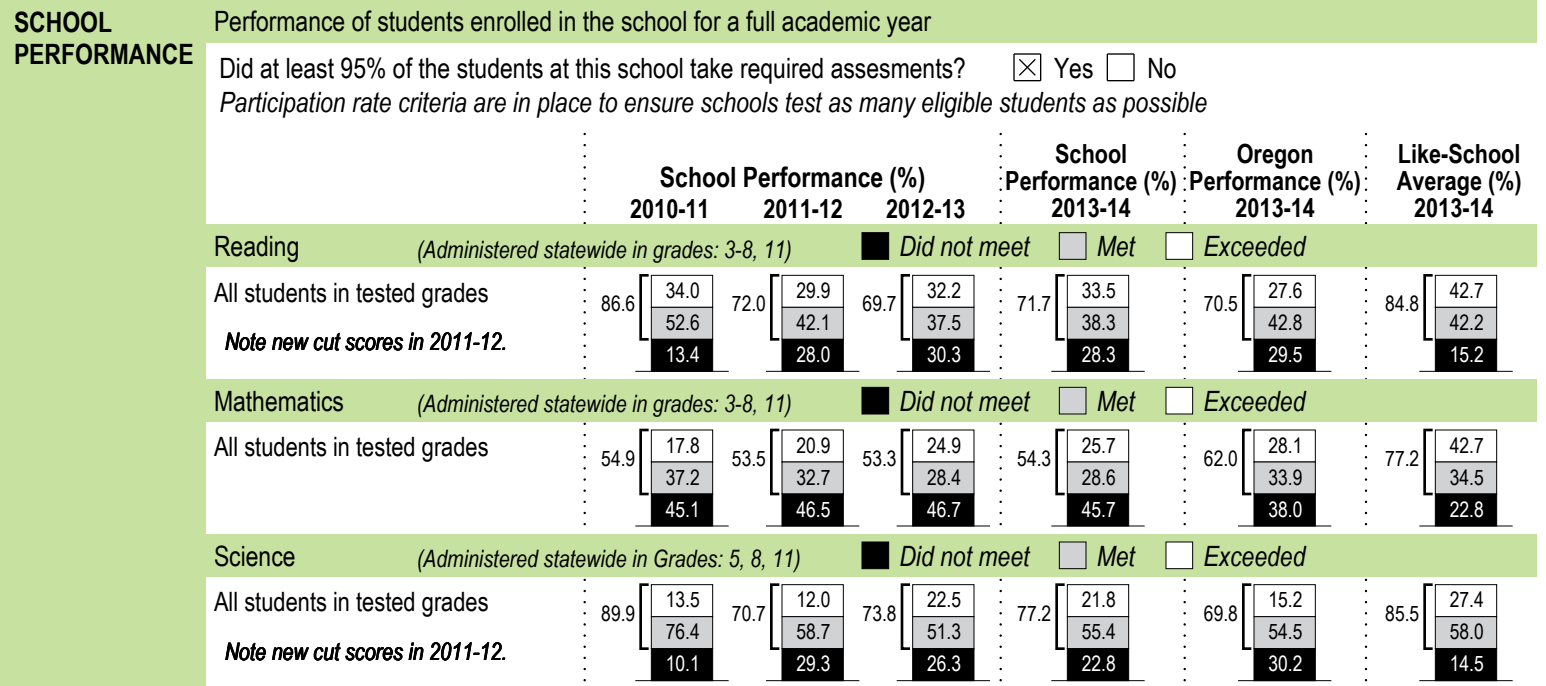 SCHOOL
PERFORMANCE
Performance of students enrolled in the school for a full academic year
Did at least 95% of the students at this school take required assesments? Yes No
Participation rate criteria are in place to ensure schools test as many eligible students as possible
School Performance (%)
2010-11 2011-12 2012-13
School
Performance (%)
2013-14
Oregon
Performance (%)
2013-14
Like-School
Average (%)
2013-14
Reading (Administered statewide in grades: 3-8, 11) Did not meet Met Exceeded
All students in tested grades
Note new cut scores in 2011-12.
86.6 34.0 52.6 13.4
72.0 29.9 42.1 28.0
69.7 32.2 37.5 30.3
71.7 33.5 38.3 28.3
70.5 27.6 42.8 29.5
84.8 42.7 42.2 15.2
Mathematics (Administered statewide in grades: 3-8, 11) Did not meet Met Exceeded
All students in tested grades
54.9 17.8 37.2 45.1
53.5 20.9 32.7 46.5
53.3 24.9 28.4 46.7
54.3 25.7 28.6 45.7
62.0 28.1 33.9 38.0
77.2 42.7 34.5 22.8
Science (Administered statewide in Grades: 5, 8, 11) Did not meet Met Exceeded
All students in tested grades
Note new cut scores in 2011-12.
89.9 13.5 76.4 10.1
70.7 12.0 58.7 29.3
73.8 22.5 51.3 26.3
77.2 21.8 55.4 22.8
69.8 15.2 54.5 30.2
85.5 27.4 58.0 14.5